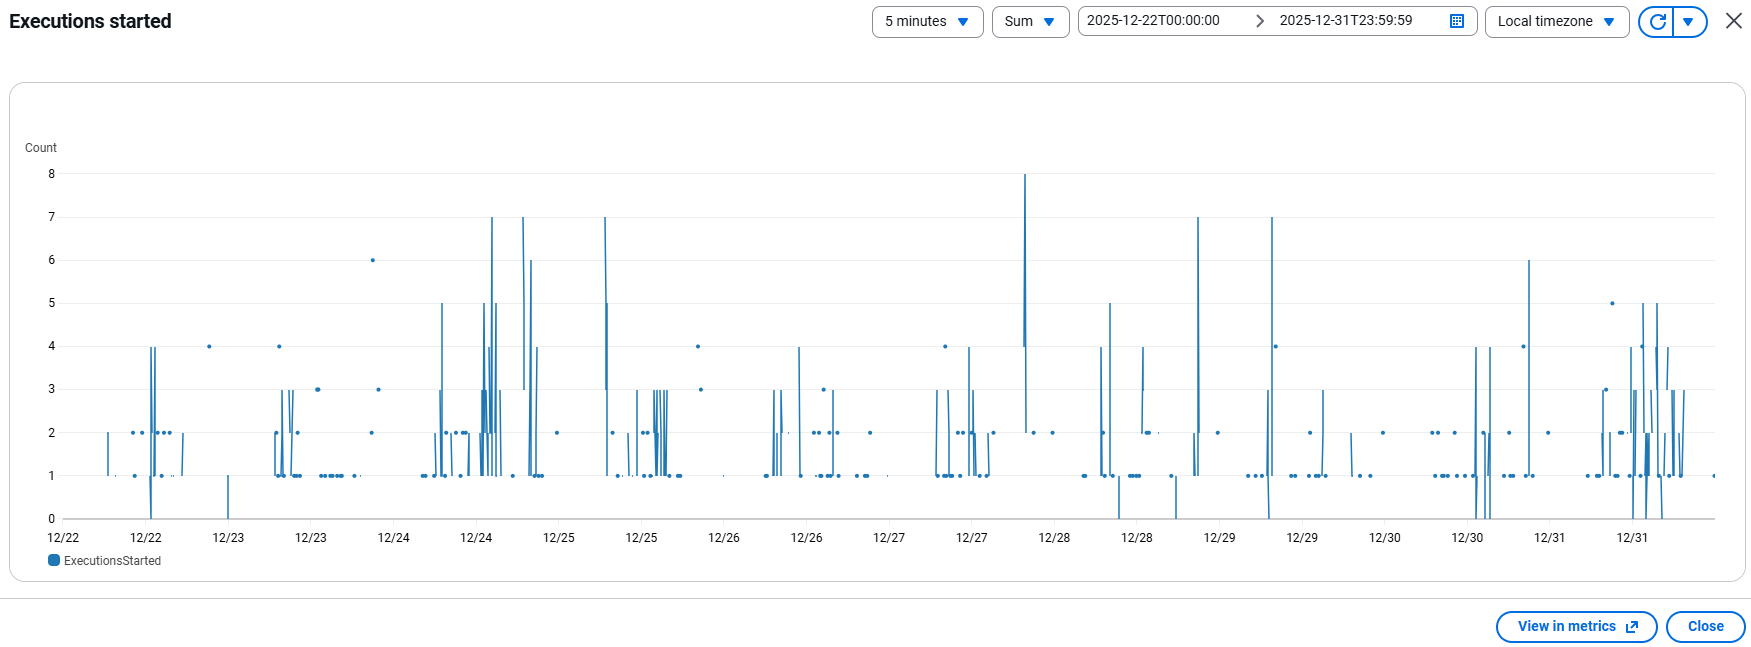 Executions started
5 minutes
Sum
2025-12-22T00:00:00
2025-12-31T23:59:59
Local timezone
Count
8
7
6
5
4
3
2
1
0
12/22 12/22 12/23 12/23 12/24 12/24 12/25 12/25 12/26 12/26 12/27 12/27 12/28 12/28 12/29 12/29 12/30 12/30 12/31 12/31
ExecutionsStarted
View in metrics
Close